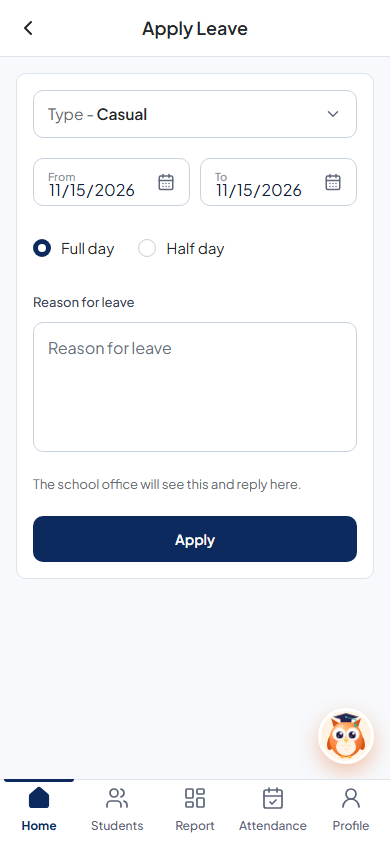 Apply Leave
Type - Casual
From
11/15/2026
To
11/15/2026
Full day
Half day
Reason for leave
Reason for leave
The school office will see this and reply here.
Apply
Home
Students
Report
Attendance
Profile